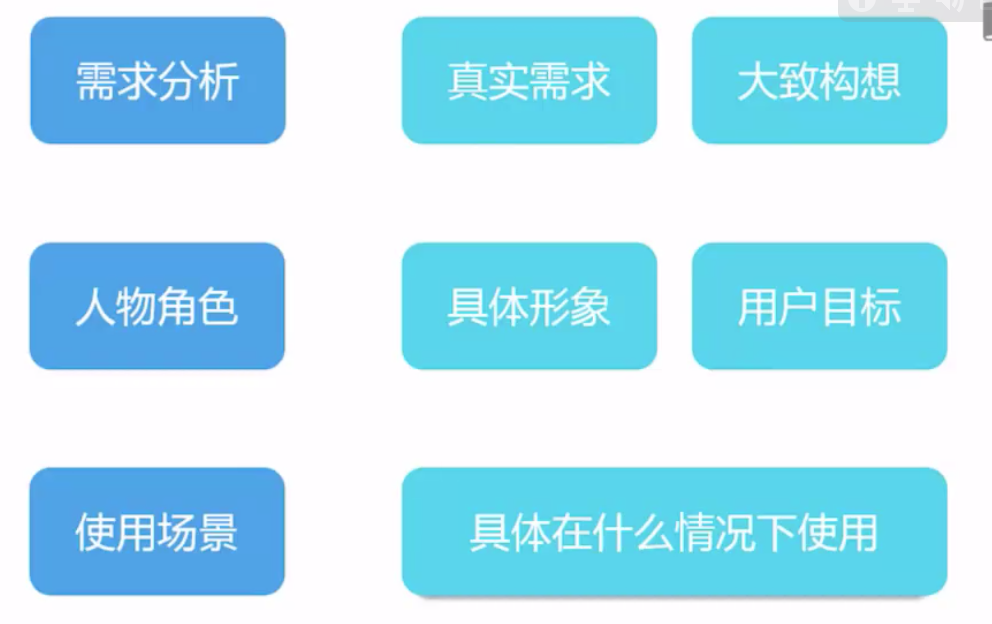 需求分析 真实需求 大致构想
人物角色 具体形象 用户目标
使用场景 具体在什么情况下使用